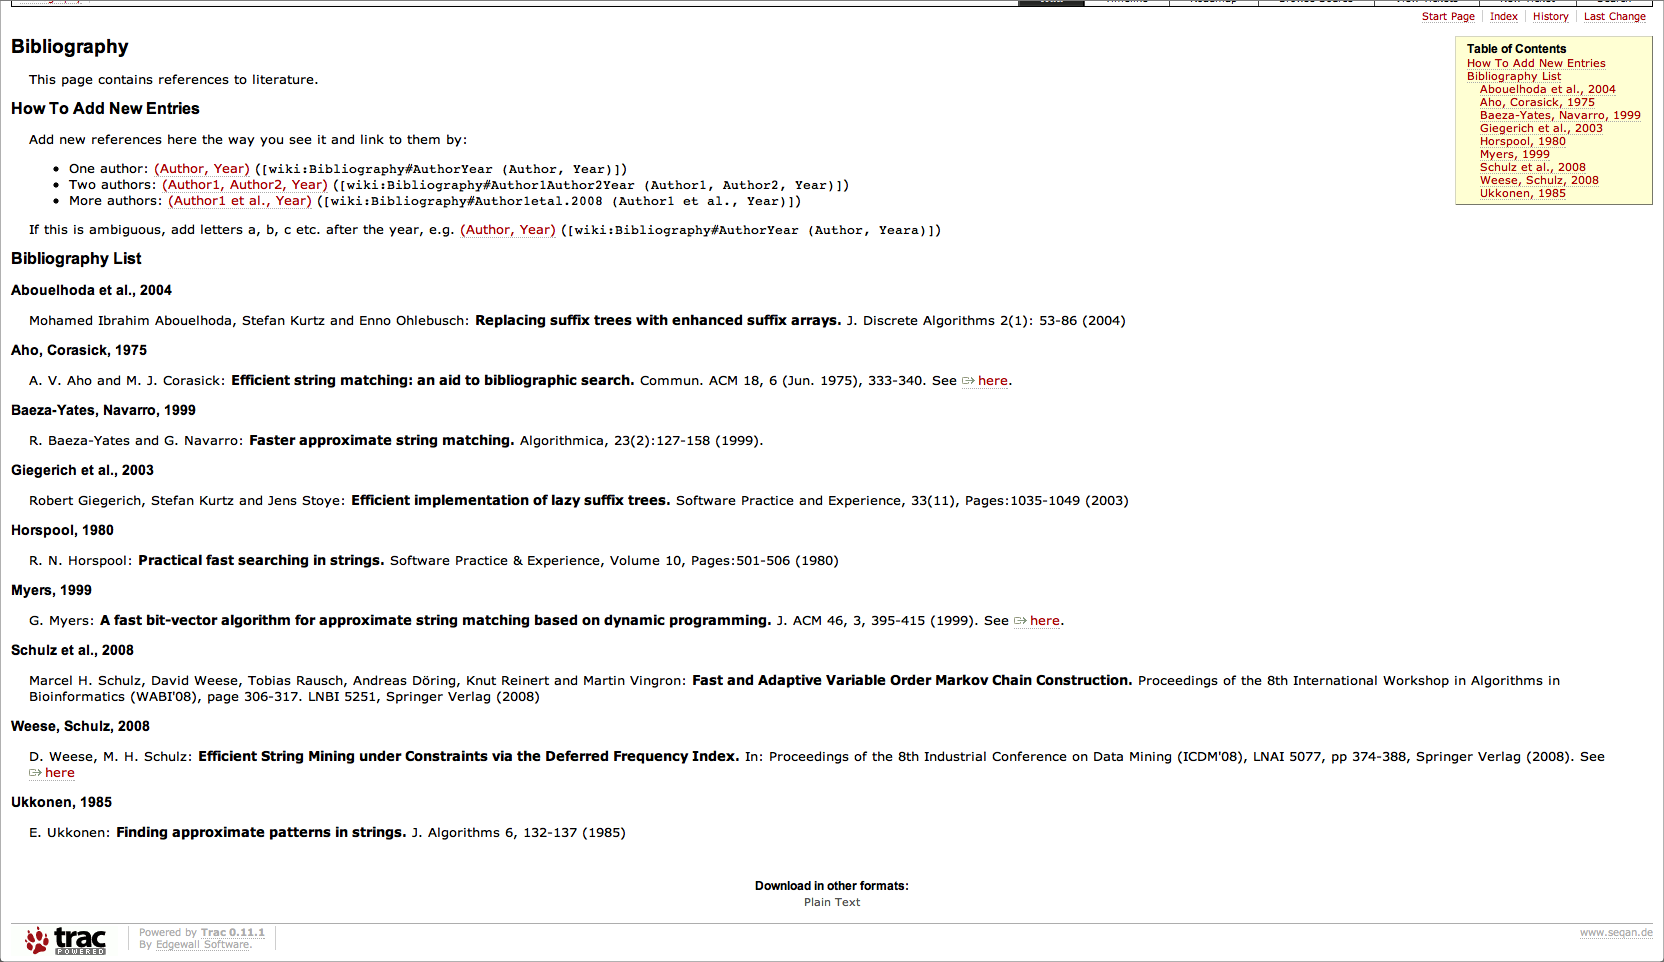 Start Page Index History Last Change
Bibliography
This page contains references to literature.
How To Add New Entries
Add new references here the way you see it and link to them by:
• One author: (Author, Year) ([wiki:Bibliography#AuthorYear (Author, Year)])
• Two authors: (Author1, Author2, Year) ([wiki:Bibliography#Author1Author2Year (Author1, Author2, Year)])
• More authors: (Author1 et al., Year) ([wiki:Bibliography#Author1etal.2008 (Author1 et al., Year)])
If this is ambiguous, add letters a, b, c etc. after the year, e.g. (Author, Year) ([wiki:Bibliography#AuthorYear (Author, Yeara)])
Table of Contents
How To Add New Entries
Bibliography List
Abouelhoda et al., 2004
Aho, Corasick, 1975
Baeza-Yates, Navarro, 1999
Giegerich et al., 2003
Horspool, 1980
Myers, 1999
Schulz et al., 2008
Weese, Schulz, 2008
Ukkonen, 1985
Bibliography List
Abouelhoda et al., 2004
Mohamed Ibrahim Abouelhoda, Stefan Kurtz and Enno Ohlebusch: Replacing suffix trees with enhanced suffix arrays. J. Discrete Algorithms 2(1): 53-86 (2004)
Aho, Corasick, 1975
A. V. Aho and M. J. Corasick: Efficient string matching: an aid to bibliographic search. Commun. ACM 18, 6 (Jun. 1975), 333-340. See here.
Baeza-Yates, Navarro, 1999
R. Baeza-Yates and G. Navarro: Faster approximate string matching. Algorithmica, 23(2):127-158 (1999).
Giegerich et al., 2003
Robert Giegerich, Stefan Kurtz and Jens Stoye: Efficient implementation of lazy suffix trees. Software Practice and Experience, 33(11), Pages:1035-1049 (2003)
Horspool, 1980
R. N. Horspool: Practical fast searching in strings. Software Practice & Experience, Volume 10, Pages:501-506 (1980)
Myers, 1999
G. Myers: A fast bit-vector algorithm for approximate string matching based on dynamic programming. J. ACM 46, 3, 395-415 (1999). See here.
Schulz et al., 2008
Marcel H. Schulz, David Weese, Tobias Rausch, Andreas Döring, Knut Reinert and Martin Vingron: Fast and Adaptive Variable Order Markov Chain Construction. Proceedings of the 8th International Workshop in Algorithms in
Bioinformatics (WABI'08), page 306-317. LNBI 5251, Springer Verlag (2008)
Weese, Schulz, 2008
D. Weese, M. H. Schulz: Efficient String Mining under Constraints via the Deferred Frequency Index. In: Proceedings of the 8th Industrial Conference on Data Mining (ICDM'08), LNAI 5077, pp 374-388, Springer Verlag (2008). See
here
Ukkonen, 1985
E. Ukkonen: Finding approximate patterns in strings. J. Algorithms 6, 132-137 (1985)
Download in other formats:
Plain Text
trac
POWERED
Powered by Trac 0.11.1
By Edgewall Software.
www.seqan.de